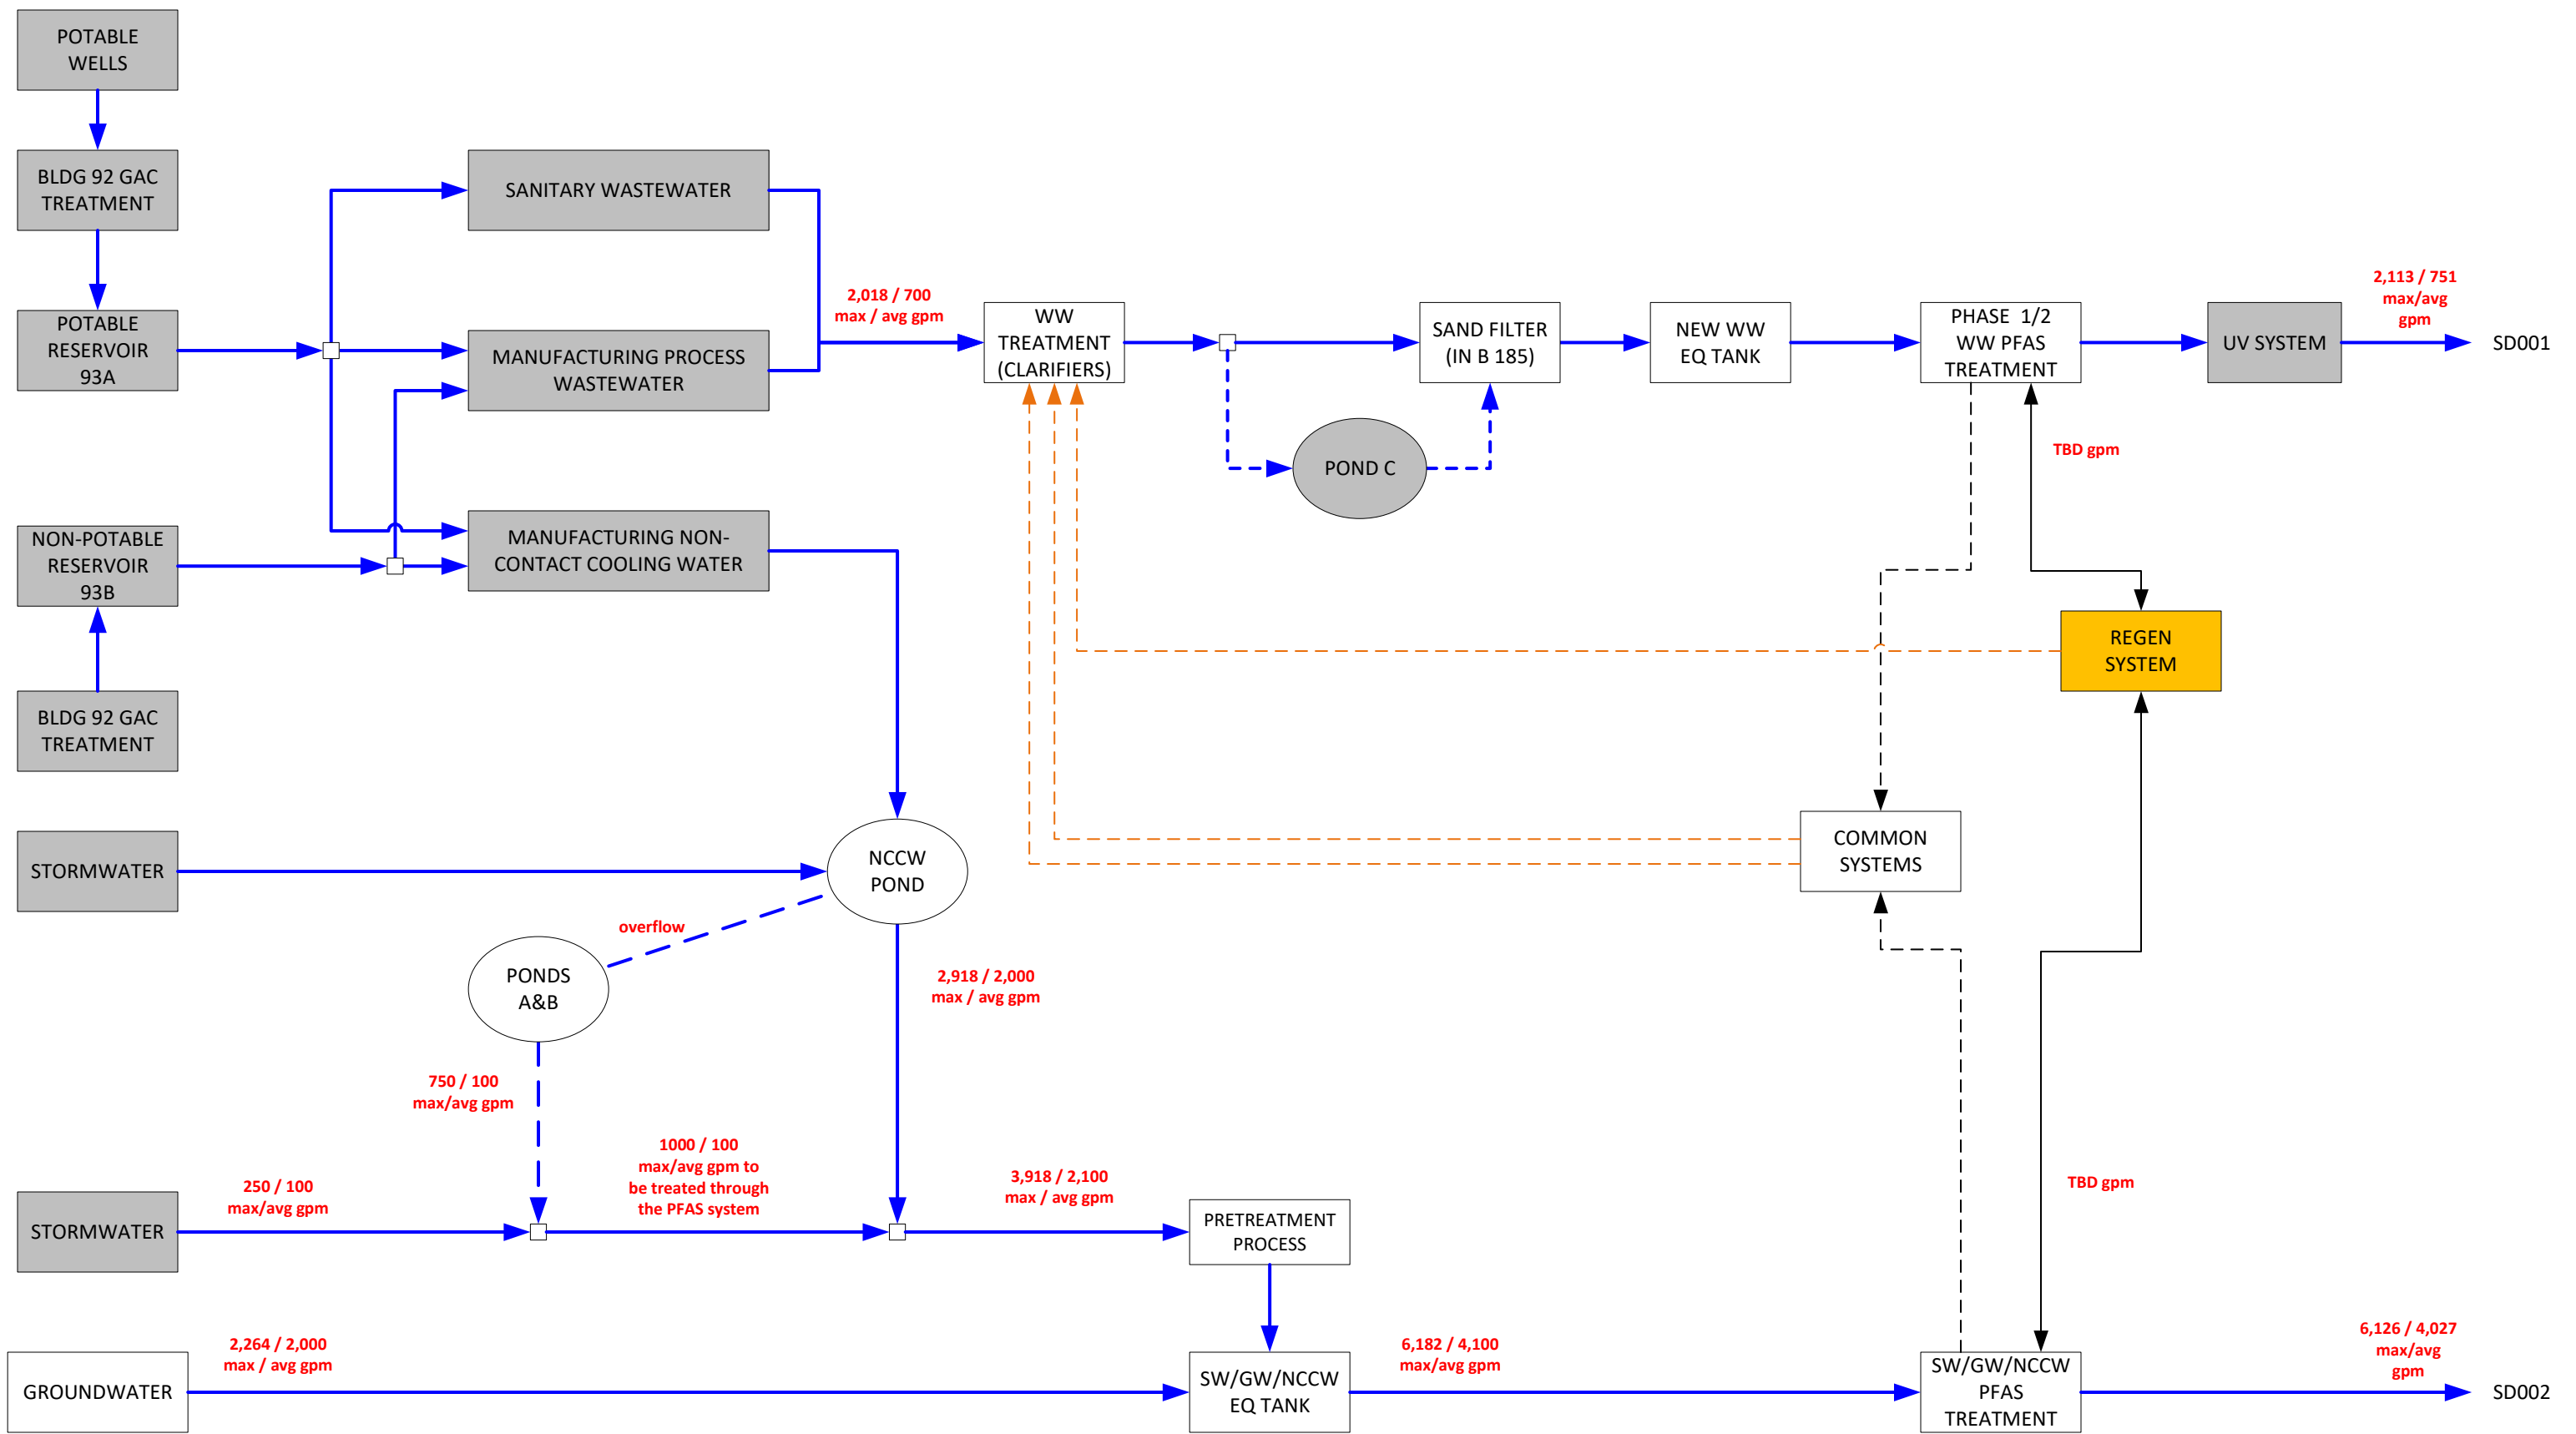 POTABLE
WELLS
BLDG 92 GAC
TREATMENT
POTABLE
RESERVOIR
93A
NON-POTABLE
RESERVOIR
93B
BLDG 92 GAC
TREATMENT
STORMWATER
STORMWATER
250 / 100
max/avg gpm
GROUNDWATER
2,264 / 2,000
max / avg gpm
SANITARY WASTEWATER
MANUFACTURING PROCESS
WASTEWATER
MANUFACTURING NON-
CONTACT COOLING WATER
2,018 / 700
max / avg gpm
WW
TREATMENT
(CLARIFIERS)
POND C
SAND FILTER
(IN B 185)
NEW WW
EQ TANK
PHASE 1/2
WW PFAS
TREATMENT
UV SYSTEM
2,113 / 751
max/avg
gpm
SD001
TBD gpm
REGEN
SYSTEM
COMMON
SYSTEMS
NCCW
POND
overflow
PONDS
A&B
2,918 / 2,000
max / avg gpm
750 / 100
max/avg gpm
1000 / 100
max/avg gpm to
be treated through
the PFAS system
3,918 / 2,100
max / avg gpm
PRETREATMENT
PROCESS
TBD gpm
SW/GW/NCCW
EQ TANK
6,182 / 4,100
max/avg gpm
SW/GW/NCCW
PFAS
TREATMENT
6,126 / 4,027
max/avg
gpm
SD002